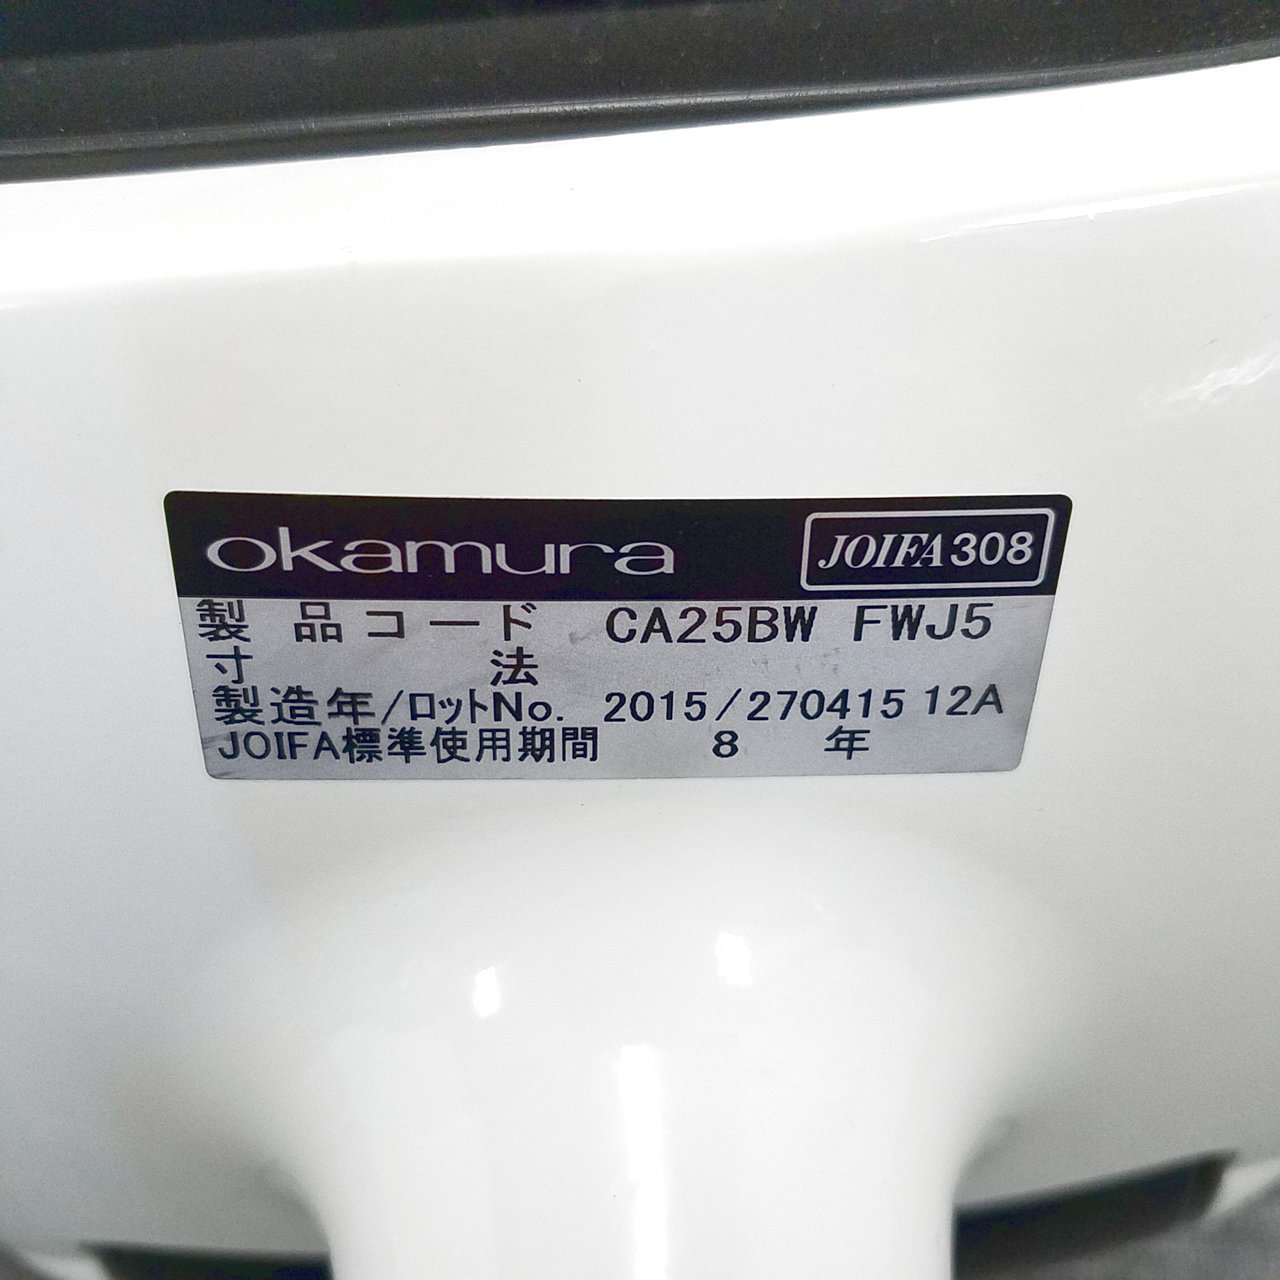 okamura JOIFA308
製品コード CA25BW FWJ5
寸法
製造年/ロットNo. 2015/270415 12A
JOIFA標準使用期間 8 年